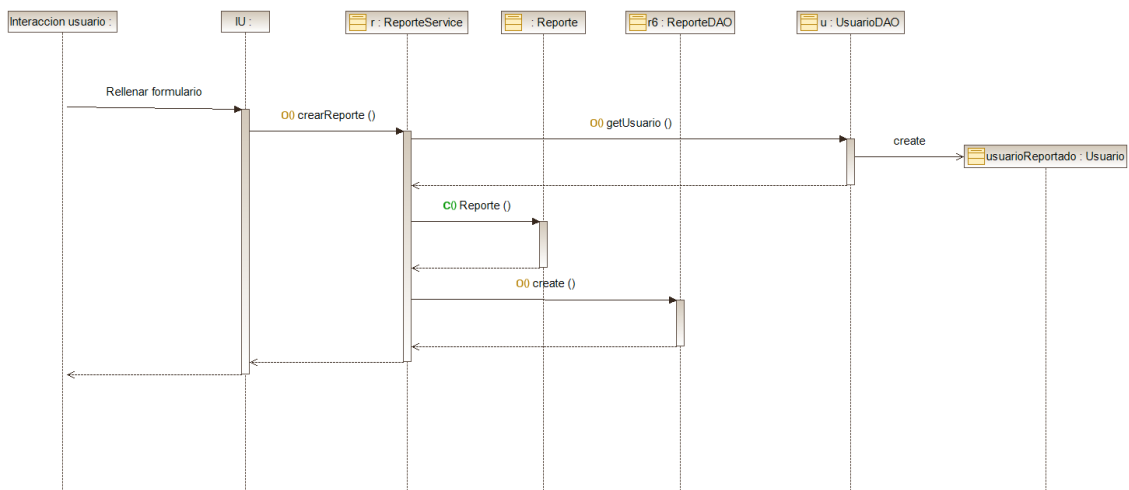 Interaccion usuario :
IU :
r : ReporteService
: Reporte
r6 : ReporteDAO
u : UsuarioDAO
Rellenar formulario
O() crearReporte ()
O() getUsuario ()
create
usuarioReportado : Usuario
C() Reporte ()
O() create ()